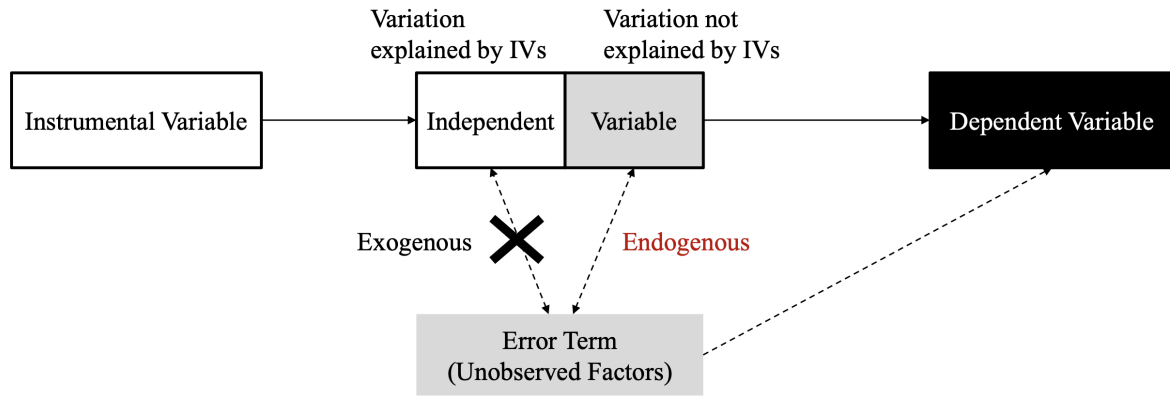 Variation
explained by IVs
Variation not
explained by IVs
Instrumental Variable
Independent
Variable
Dependent Variable
Exogenous
Endogenous
Error Term
(Unobserved Factors)